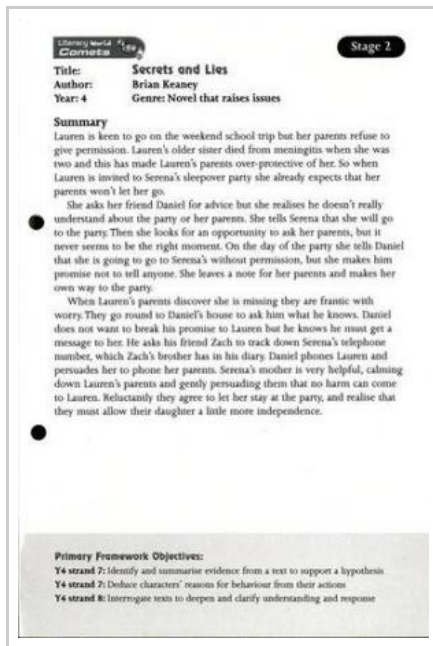 Literacy World
Comets
Stage 2
Title: Secrets and Lies
Author: Brian Keaney
Year: 4 Genre: Novel that raises issues
Summary
Lauren is keen to go on the weekend school trip but her parents refuse to
give permission. Lauren's older sister died from meningitis when she was
two and this has made Lauren's parents over-protective of her. So when
Lauren is invited to Serena's sleepover party she already expects that her
parents won't let her go.
She asks her friend Daniel for advice but she realises he doesn't really
understand about the party or her parents. She tells Serena that she will go
to the party. Then she looks for an opportunity to ask her parents, but it
never seems to be the right moment. On the day of the party she tells Daniel
that she is going to go to Serena's without permission, but she makes him
promise not to tell anyone. She leaves a note for her parents and makes her
own way to the party.
When Lauren's parents discover she is missing they are frantic with
worry. They go round to Daniel's house to ask him what he knows. Daniel
does not want to break his promise to Lauren but he knows he must get a
message to her. He asks his friend Zach to track down Serena's telephone
number, which Zach's brother has in his diary. Daniel phones Lauren and
persuades her to phone her parents. Serena's mother is very helpful, calming
down Lauren's parents and gently persuading them that no harm can come
to Lauren. Reluctantly they agree to let her stay at the party, and realise that
they must allow their daughter a little more independence.
Primary Framework Objectives:
Y4 strand 7: Identify and summarise evidence from a text to support a hypothesis
Y4 strand 7: Deduce characters' reasons for behaviour from their actions
Y4 strand 8: Interrogate texts to deepen and clarify understanding and response